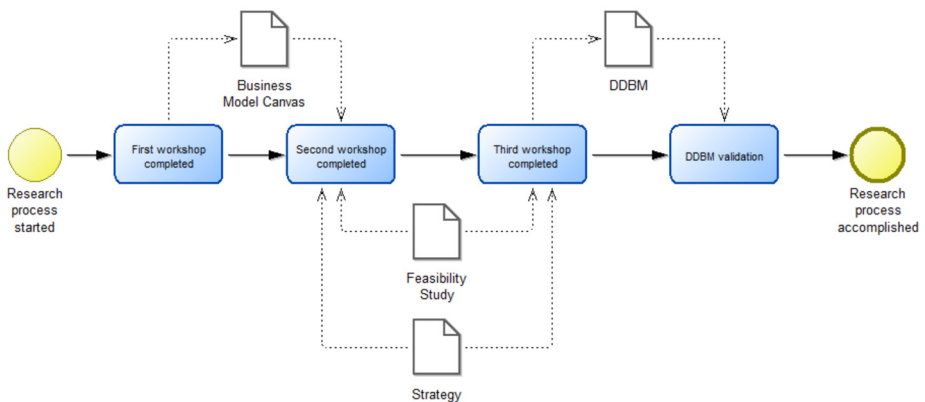 Business
Model Canvas
DDBM
Research
process
started
First workshop
completed
Second workshop
completed
Third workshop
completed
DDBM validation
Research
process
accomplished
Feasibility
Study
Strategy